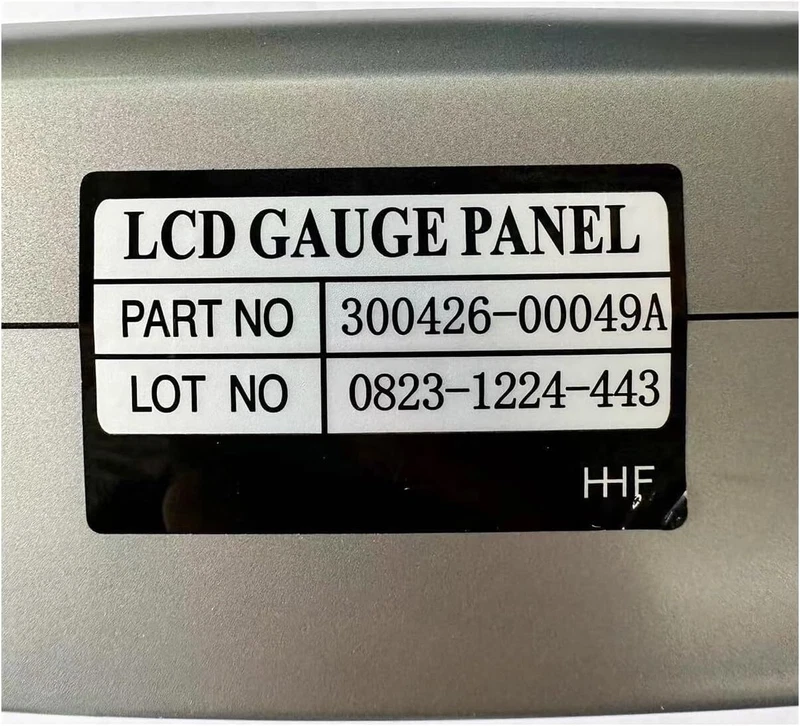 LCD GAUGE PANEL
PART NO 300426-00049A
LOT NO 0823-1224-443
HHF